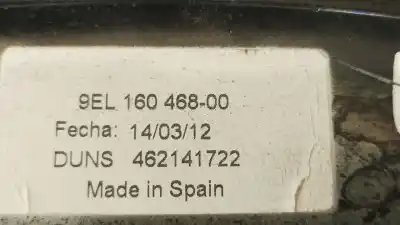 9EL 160 468-00
Fecha: 14/03/12
DUNS 462141722
Made in Spain